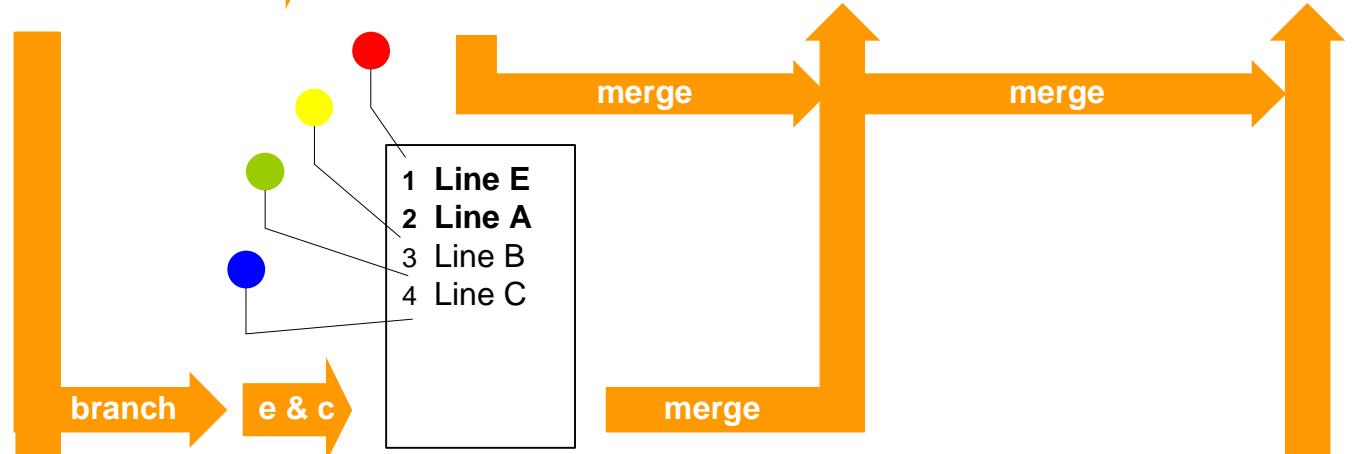 merge merge
1 Line E
2 Line A
3 Line B
4 Line C
branch e & c merge